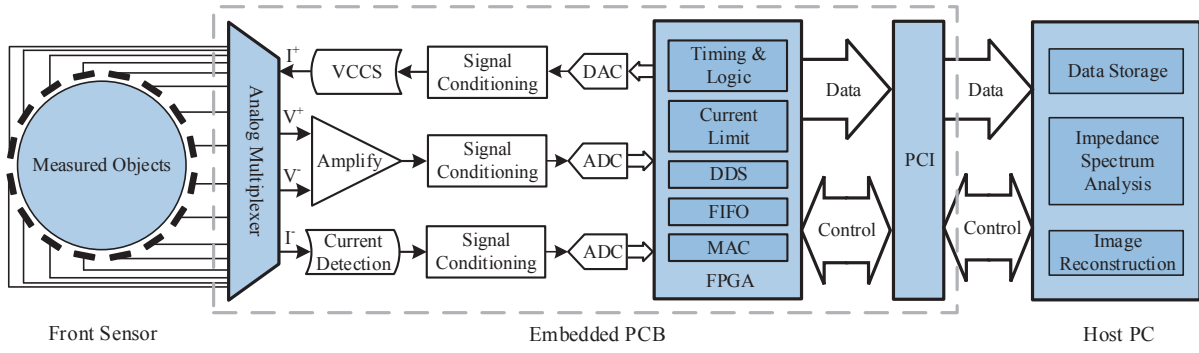 Measured Objects
Front Sensor
Analog Multiplexer
I+
V+
V-
I-
VCCS
Signal
Conditioning
DAC
Amplify
Signal
Conditioning
ADC
Current
Detection
Signal
Conditioning
ADC
Timing &
Logic
Current
Limit
DDS
FIFO
MAC
FPGA
Data
Control
PCI
Embedded PCB
Data
Control
Data Storage
Impedance
Spectrum
Analysis
Image
Reconstruction
Host PC